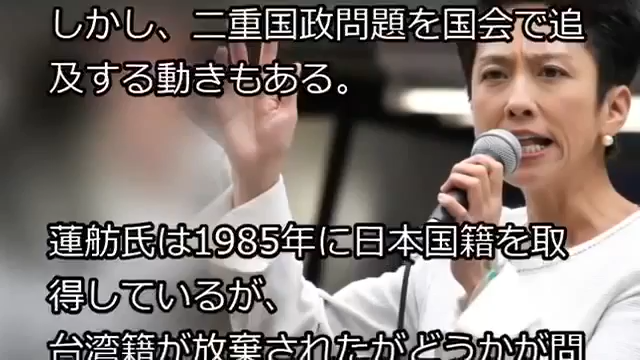 しかし、二重国政問題を国会で追
及する動きもある。
蓮舫氏は1985年に日本国籍を取
得しているが、
台湾籍が放棄されたがどうかが問